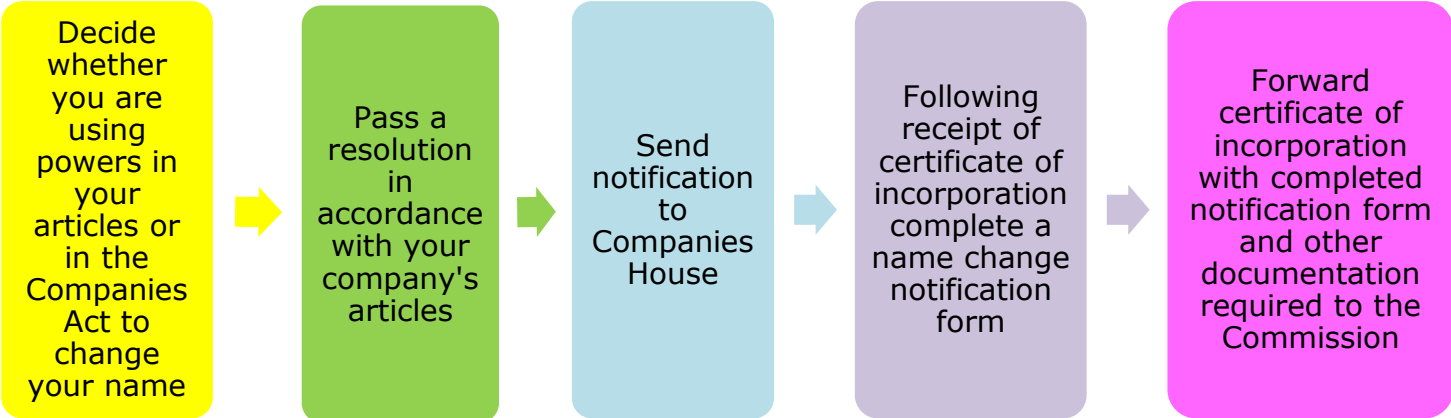 Decide
whether
you are
using
powers in
your
articles or
in the
Companies
Act to
change
your name
Pass a
resolution
in
accordance
with your
company's
articles
Send
notification
to
Companies
House
Following
receipt of
certificate of
incorporation
complete a
name change
notification
form
Forward
certificate of
incorporation
with completed
notification form
and other
documentation
required to the
Commission